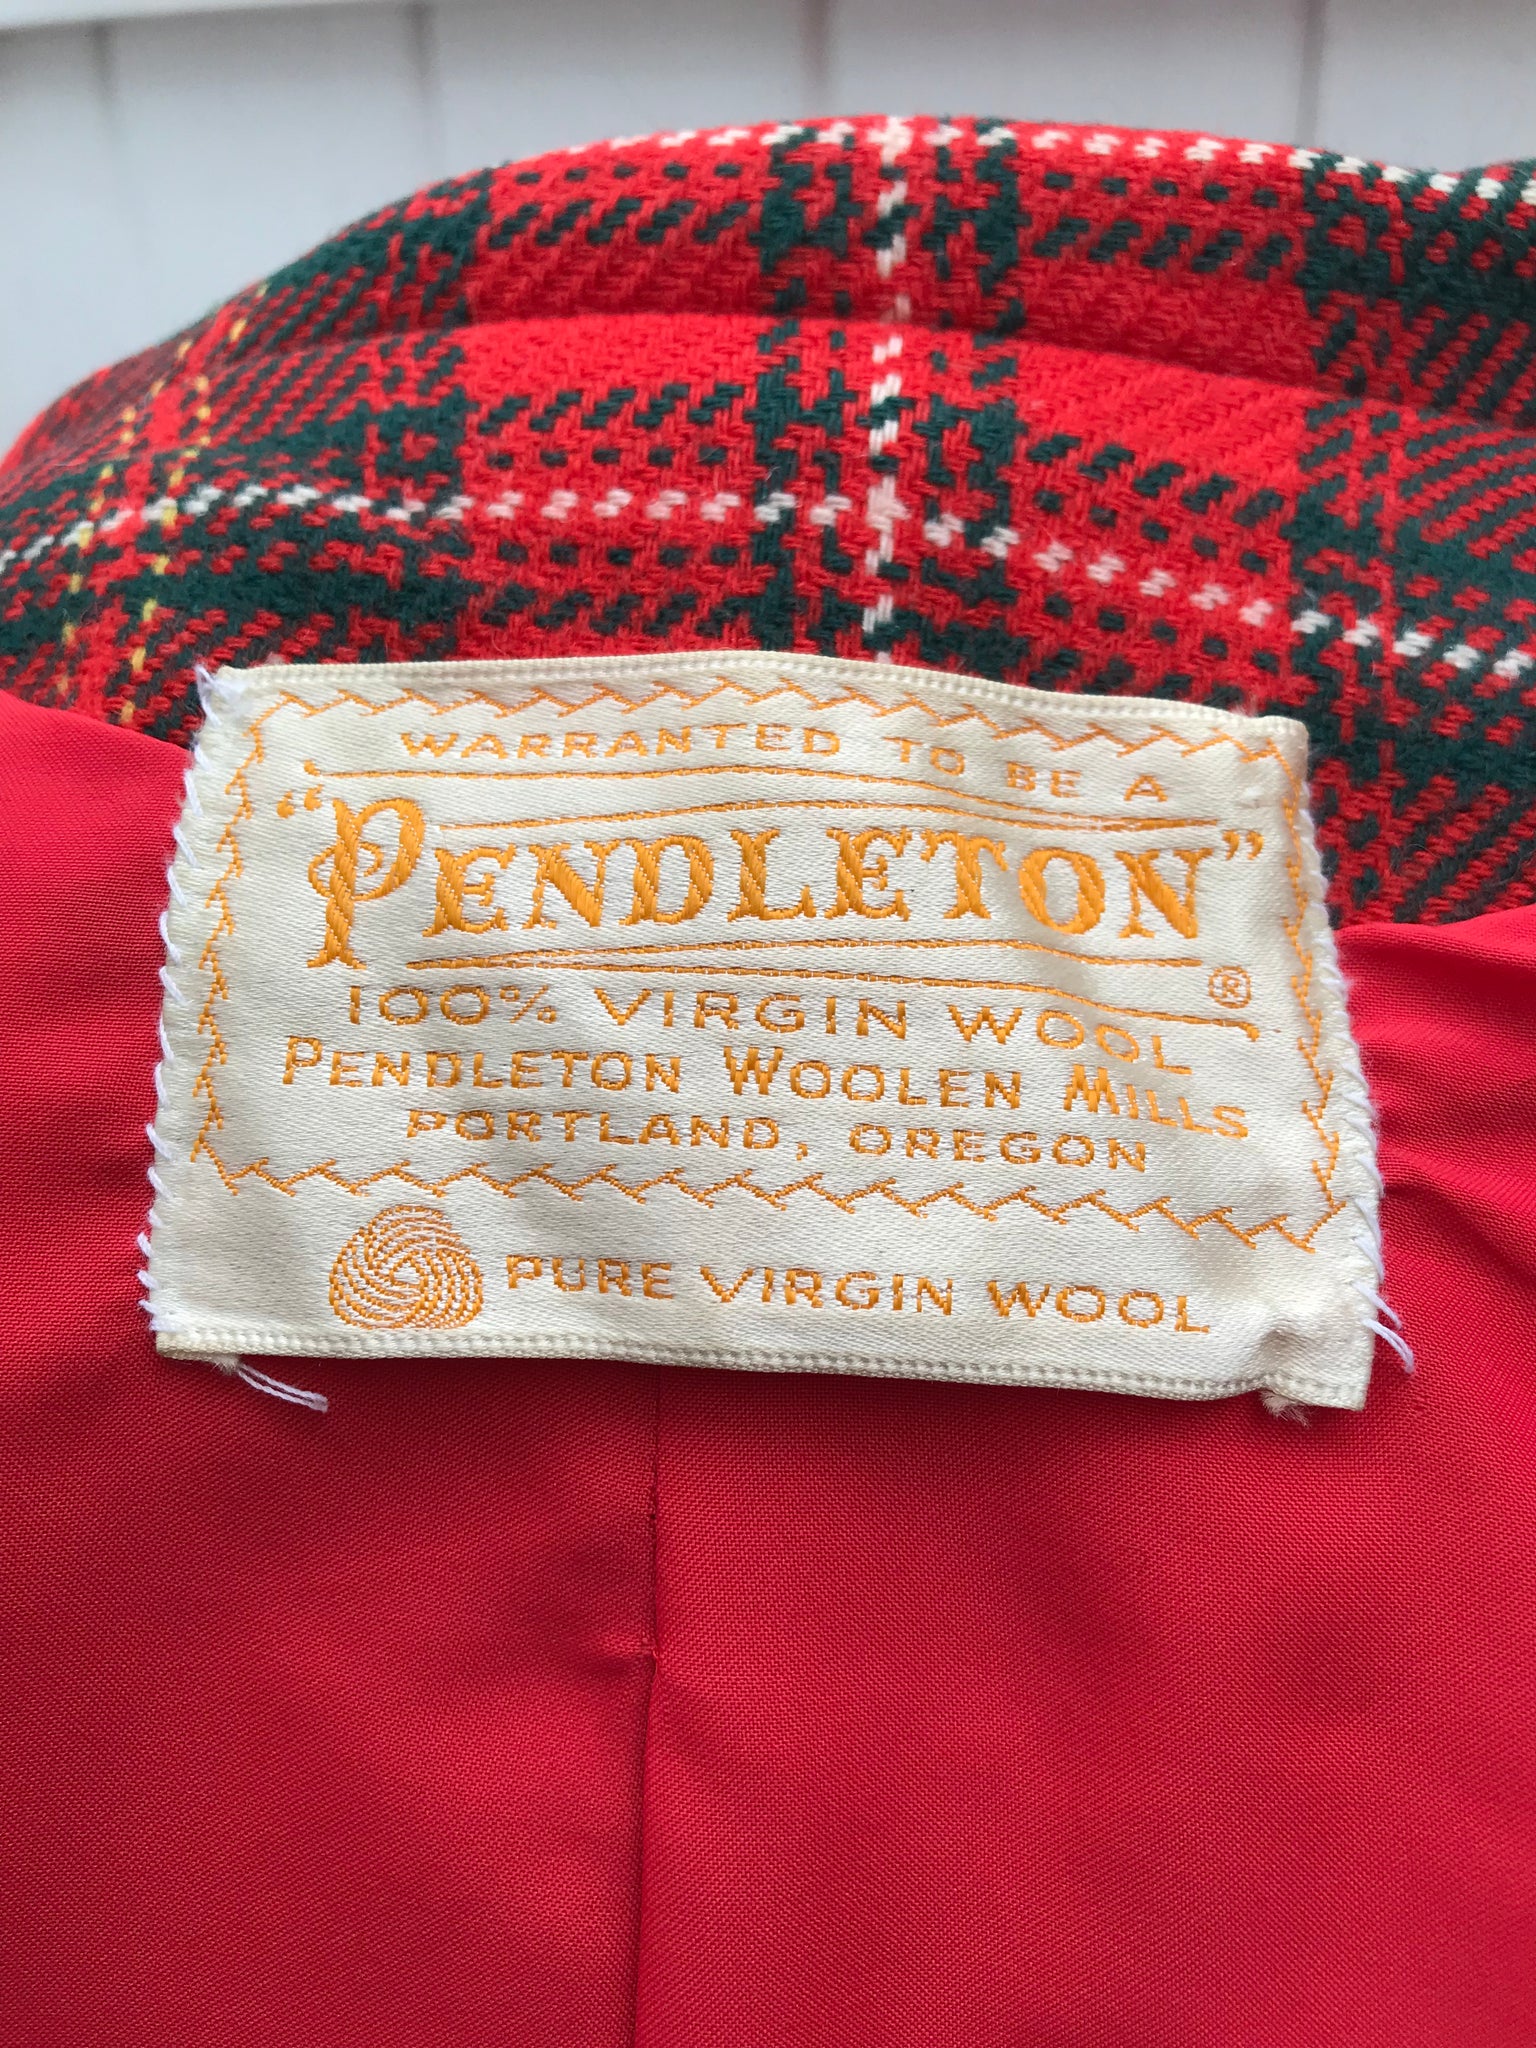 WARRANTED TO BE A
"PENDLETON"®
100% VIRGIN WOOL
PENDLETON WOOLEN MILLS
PORTLAND, OREGON
PURE VIRGIN WOOL